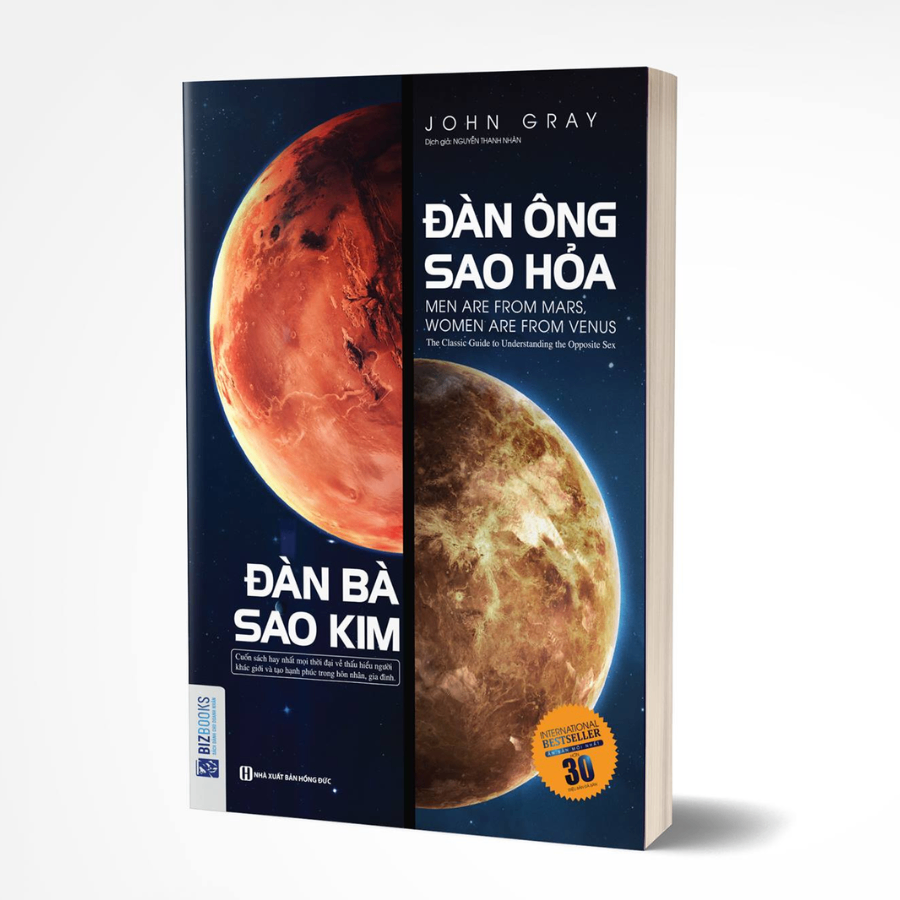 JOHN GRAY
Dịch giả: NGUYỄN THANH NHÀN
ĐÀN ÔNG
SAO HỎA
MEN ARE FROM MARS,
WOMEN ARE FROM VENUS
The Classic Guide to Understanding the Opposite Sex
ĐÀN BÀ
SAO KIM
Cuốn sách hay nhất mọi thời đại về thấu hiểu người
khác giới và tạo hạnh phúc trong hôn nhân, gia đình.
BIZBOOKS
NHÀ XUẤT BẢN HỒNG ĐỨC
INTERNATIONAL
BESTSELLER
30